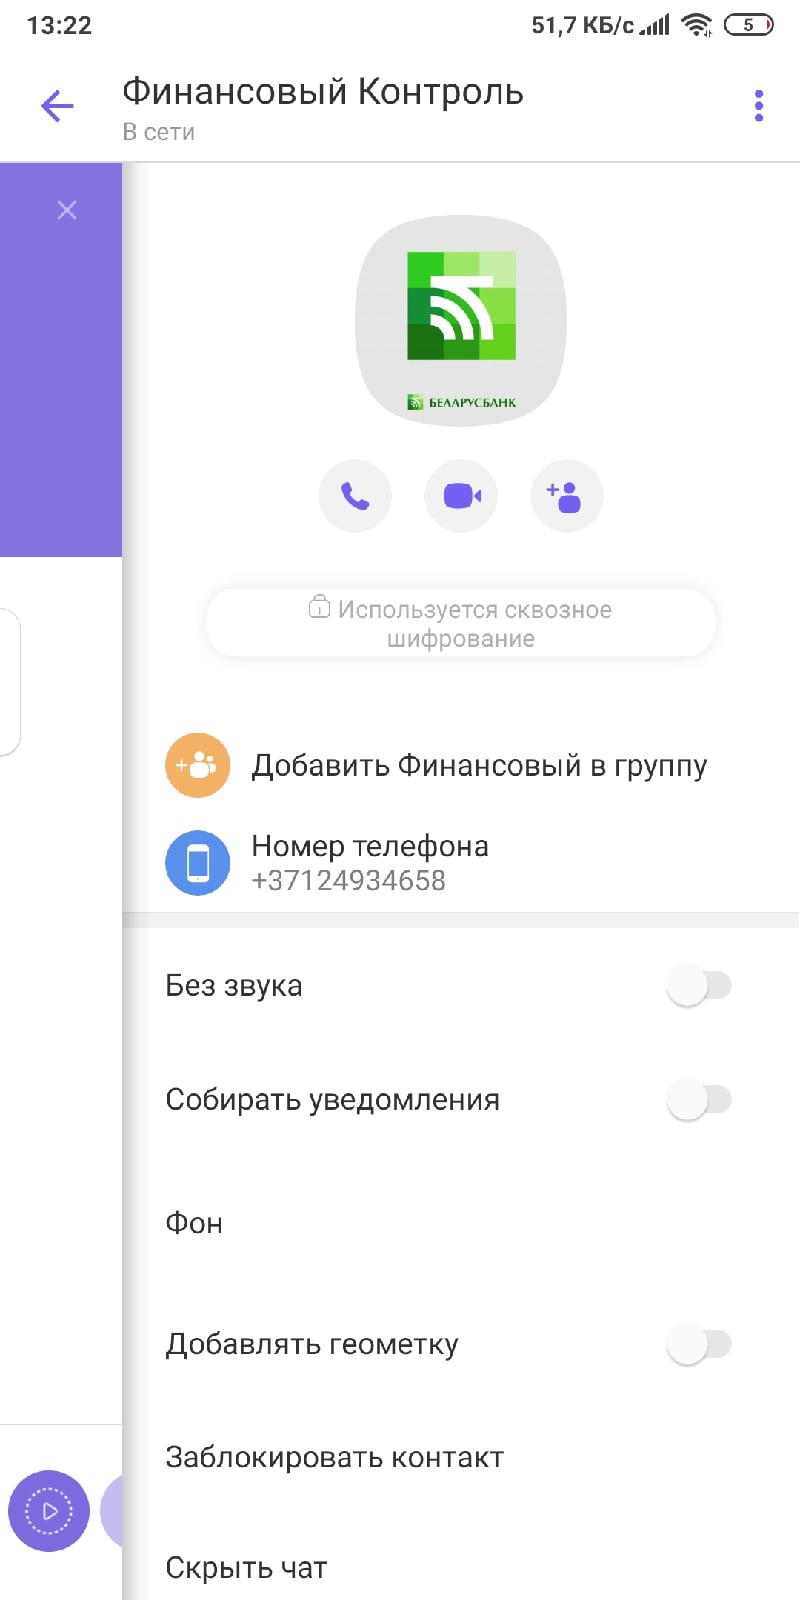 13:22
51,7 КБ/с
5
Финансовый Контроль
В сети
БЕЛАРУСБАНК
Используется сквозное
шифрование
Добавить Финансовый в группу
Номер телефона
+37124934658
Без звука
Собирать уведомления
Фон
Добавлять геометку
Заблокировать контакт
Скрыть чат